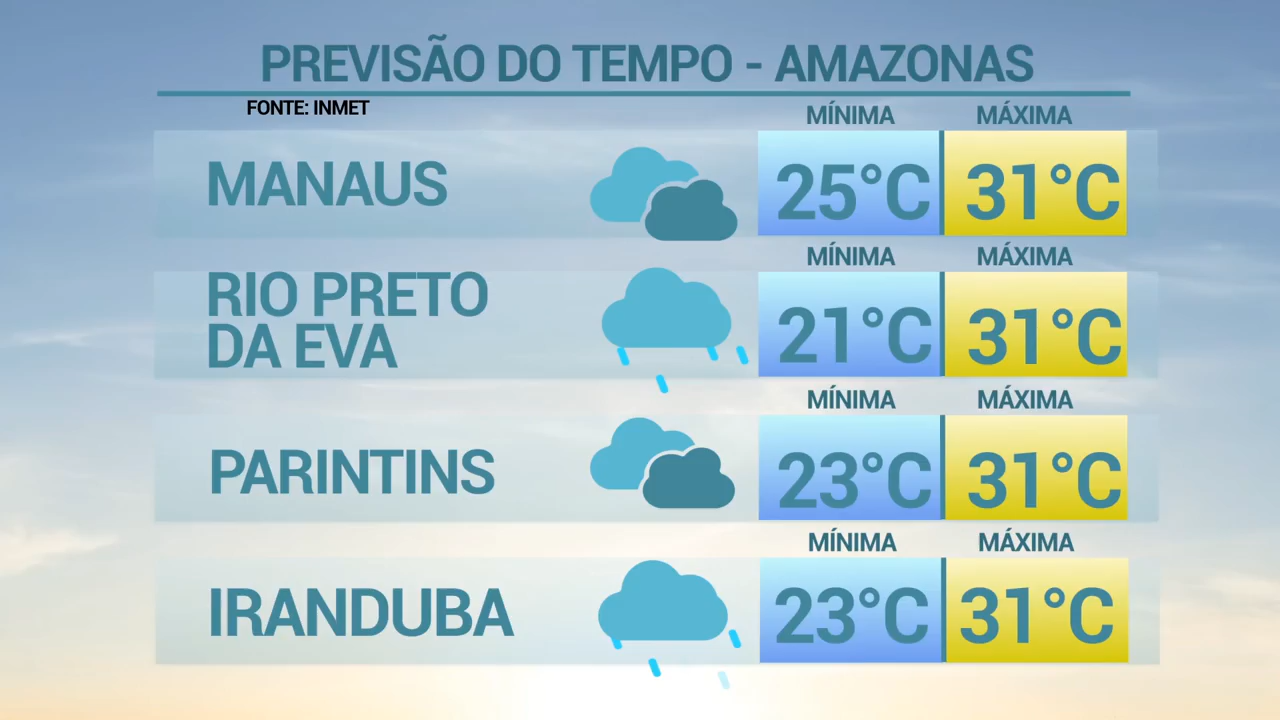 PREVISÃO DO TEMPO - AMAZONAS
FONTE: INMET
MÍNIMA MÁXIMA
MANAUS 25°C 31°C
MÍNIMA MÁXIMA
RIO PRETO
DA EVA 21°C 31°C
MÍNIMA MÁXIMA
PARINTINS 23°C 31°C
MÍNIMA MÁXIMA
IRANDUBA 23°C 31°C